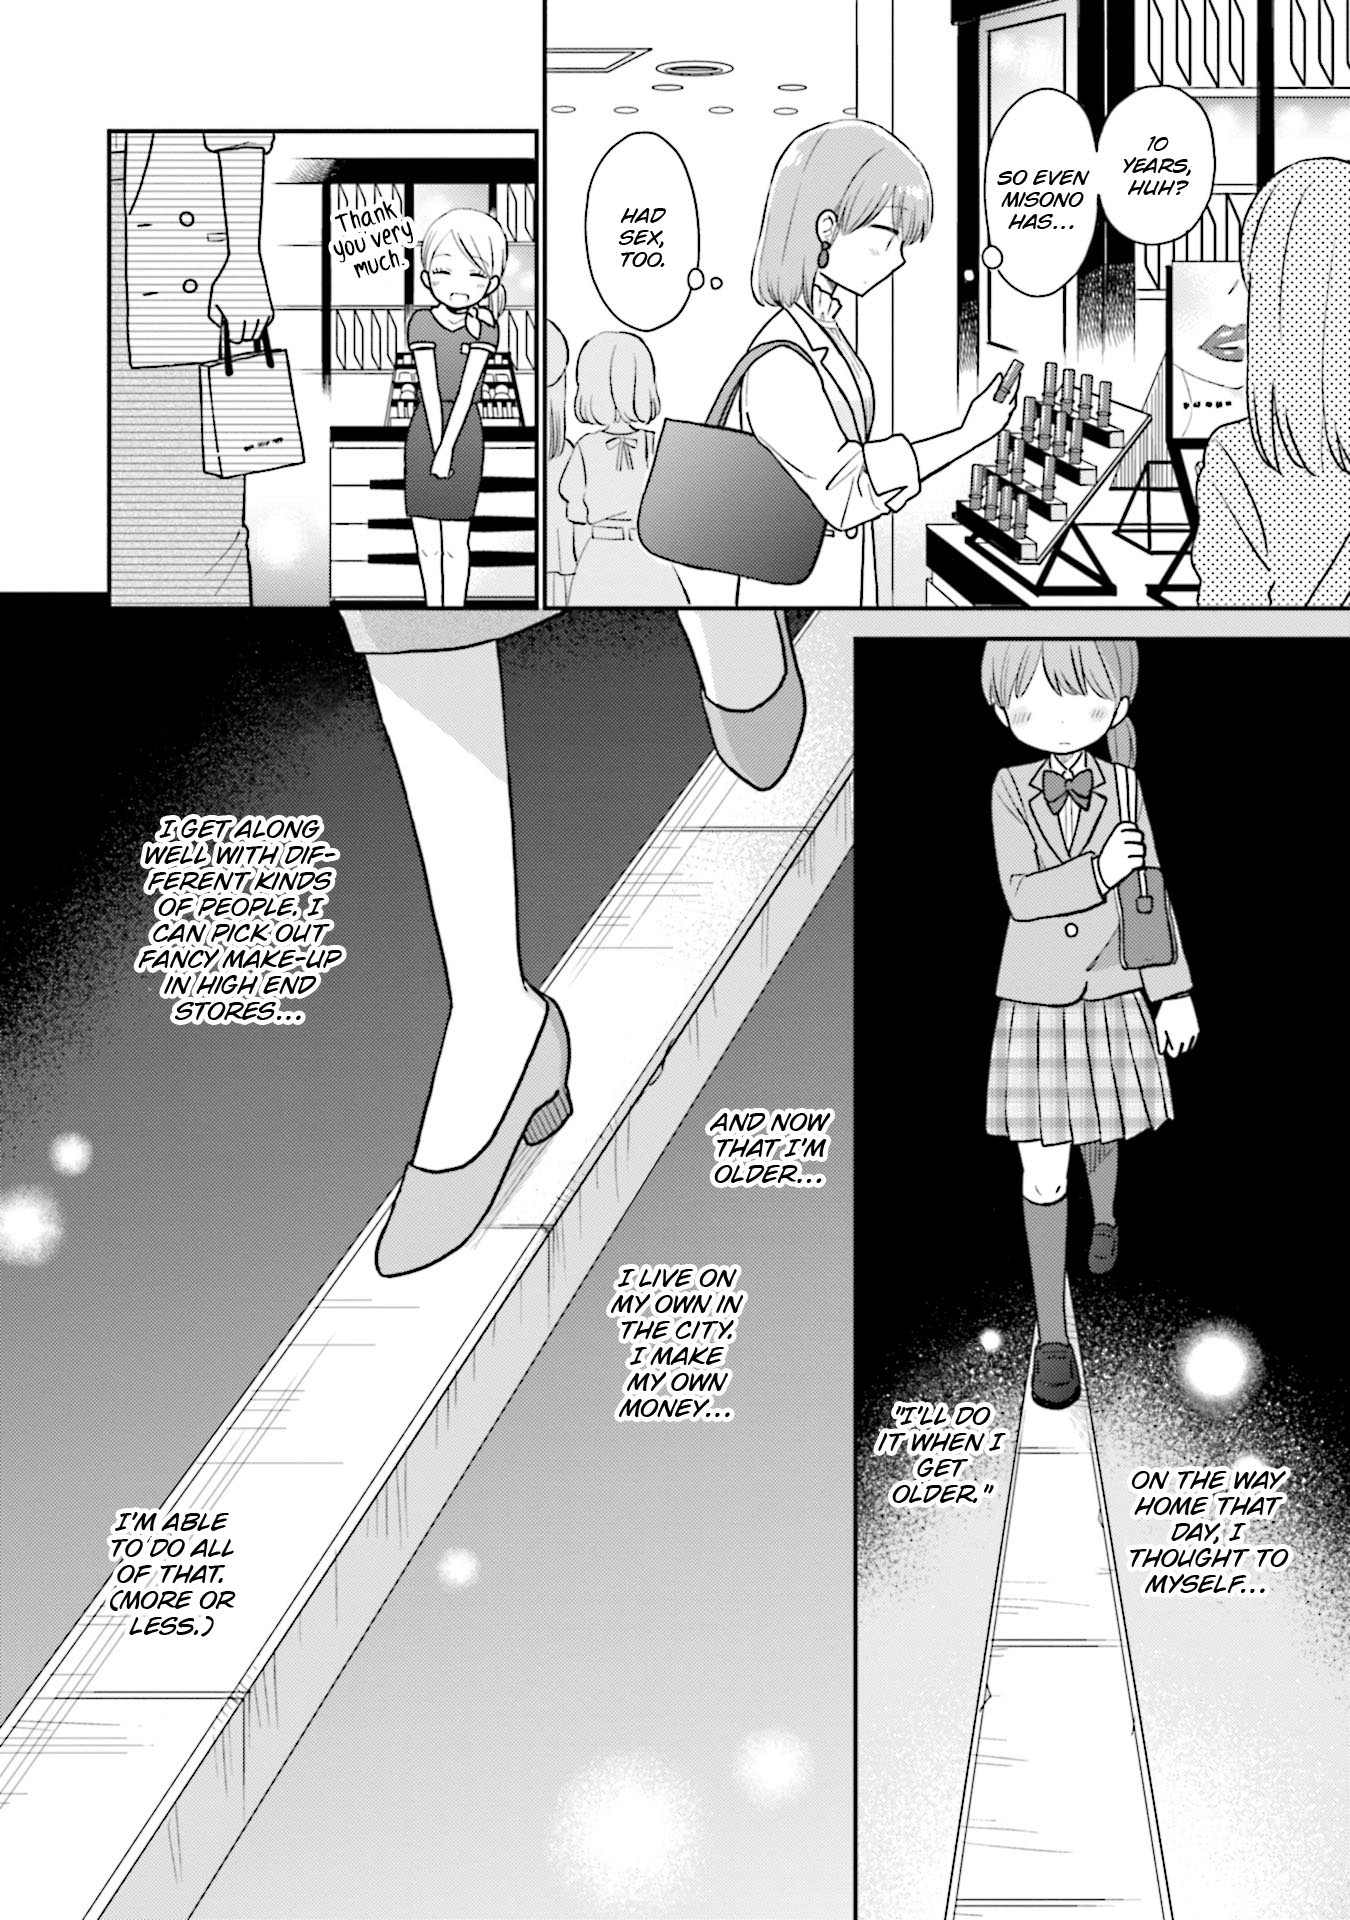 10
YEARS,
HUH?
SO EVEN
MISONO
HAS...
HAD
SEX,
TOO.
Thank
you very
much.
ON THE WAY
HOME THAT
DAY, I
THOUGHT TO
MYSELF...
"I'LL DO
IT WHEN I
GET
OLDER."
AND NOW
THAT I'M
OLDER...
I LIVE ON
MY OWN IN
THE CITY.
I MAKE
MY OWN
MONEY...
I GET ALONG
WELL WITH DIF-
FERENT KINDS
OF PEOPLE. I
CAN PICK OUT
FANCY MAKE-UP
IN HIGH END
STORES...
I'M ABLE
TO DO ALL
OF THAT.
(MORE OR
LESS.)